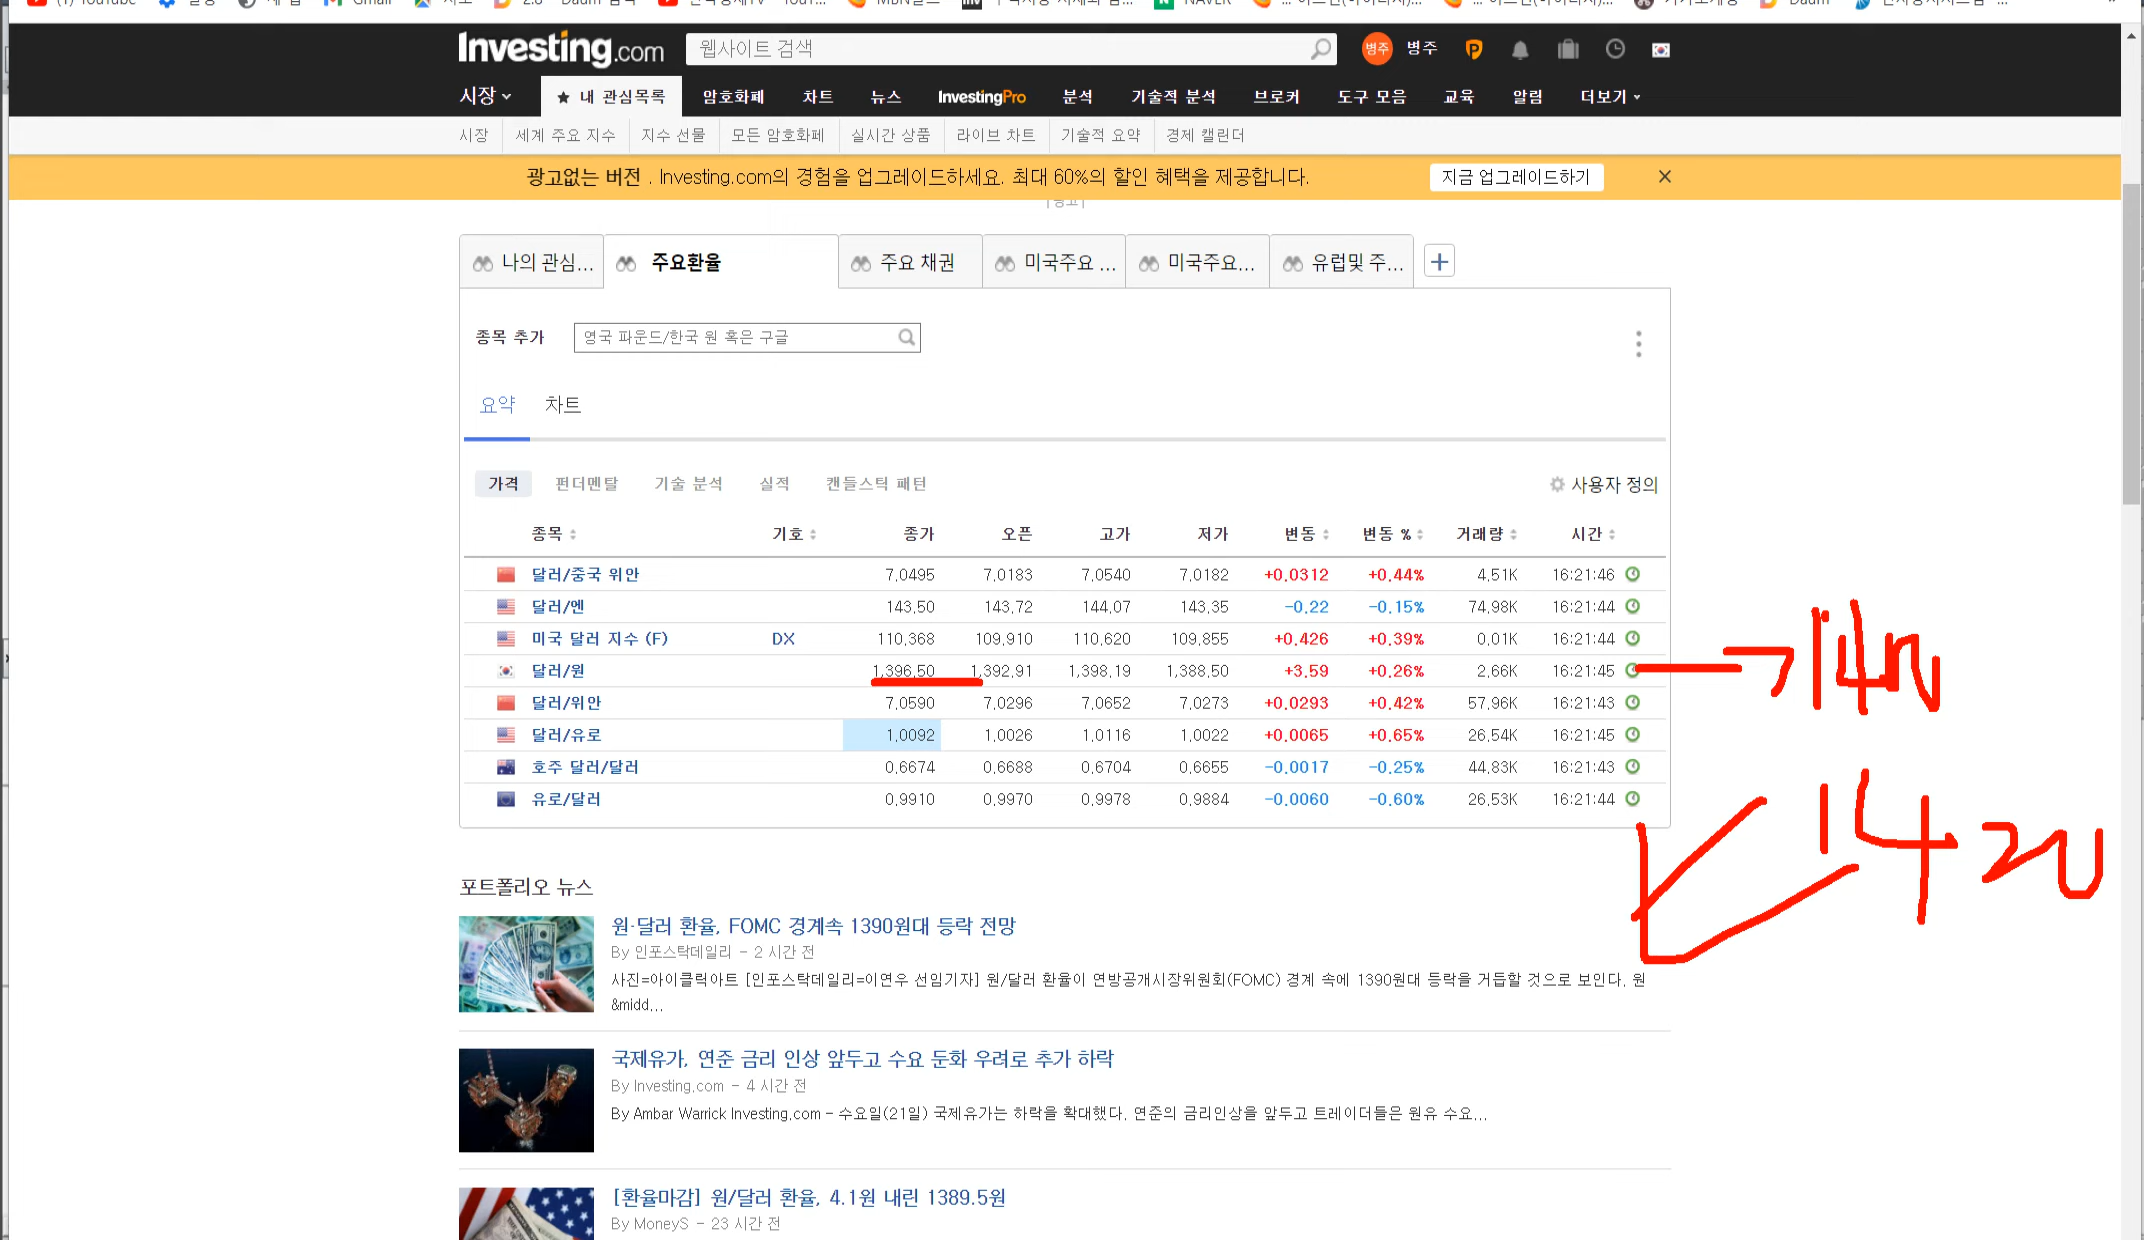 YouTube
Gmail
NAVER
Daum
Investing.com 웹사이트 검색 병주 병주
시장 ★ 내 관심목록 암호화폐 차트 뉴스 InvestingPro 분석 기술적 분석 브로커 도구 모음 교육 알림 더보기
시장 세계 주요 지수 지수 선물 모든 암호화폐 실시간 상품 라이브 차트 기술적 요약 경제 캘린더
광고없는 버전 . Investing.com의 경험을 업그레이드하세요. 최대 60%의 할인 혜택을 제공합니다. 지금 업그레이드하기
나의 관심... 주요환율 주요 채권 미국주요 ... 미국주요... 유럽및 주...
종목 추가 영국 파운드/한국 원 혹은 구글
요약 차트
가격 펀더멘탈 기술 분석 실적 캔들스틱 패턴 사용자 정의
종목 기호 종가 오픈 고가 저가 변동 변동 % 거래량 시간
달러/중국 위안 7.0495 7.0183 7.0540 7.0182 +0.0312 +0.44% 4.51K 16:21:46
달러/엔 143.50 143.72 144.07 143.35 -0.22 -0.15% 74.98K 16:21:44
미국 달러 지수 (F) DX 110.368 109.910 110.620 109.855 +0.426 +0.39% 0.01K 16:21:44
달러/원 1,396.50 1,392.91 1,398.19 1,388.50 +3.59 +0.26% 2.66K 16:21:45
달러/위안 7.0590 7.0296 7.0652 7.0273 +0.0293 +0.42% 57.96K 16:21:43
달러/유로 1.0092 1.0026 1.0116 1.0022 +0.0065 +0.65% 26.54K 16:21:45
호주 달러/달러 0.6674 0.6688 0.6704 0.6655 -0.0017 -0.25% 44.83K 16:21:43
유로/달러 0.9910 0.9970 0.9978 0.9884 -0.0060 -0.60% 26.53K 16:21:44
1420
포트폴리오 뉴스
원·달러 환율, FOMC 경계속 1390원대 등락 전망
By 인포스탁데일리 - 2 시간 전
사진=아이클릭아트 [인포스탁데일리=이연우 선임기자] 원/달러 환율이 연방공개시장위원회(FOMC) 경계 속에 1390원대 등락을 거듭할 것으로 보인다. 원
&midd...
국제유가, 연준 금리 인상 앞두고 수요 둔화 우려로 추가 하락
By Investing.com - 4 시간 전
By Ambar Warrick Investing.com - 수요일(21일) 국제유가는 하락을 확대했다. 연준의 금리인상을 앞두고 트레이더들은 원유 수요...
[환율마감] 원/달러 환율, 4.1원 내린 1389.5원
By MoneyS - 23 시간 전